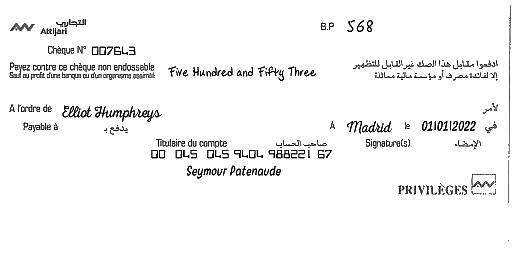 التجاري
Attijari
B.P 568
Chèque N° 007643
Payez contre ce chèque non endossable
Sauf au profit d'une banque ou d'un organisme assimilé
Five Hundred and Fifty Three
ادفعوا مقابل هذا الصك غير القابل للتظهير
إلا لفائدة مصرف أو مؤسسة مالية مماثلة
A l'ordre de Elliot Humphreys لأمر
Payable à يدفع بـ A Madrid le 01/01/2022 في
Titulaire du compte صاحب الحساب Signature(s) الإمضاء
00 045 045 9404 988221 67
Seymour Patenaude
PRIVILÈGES